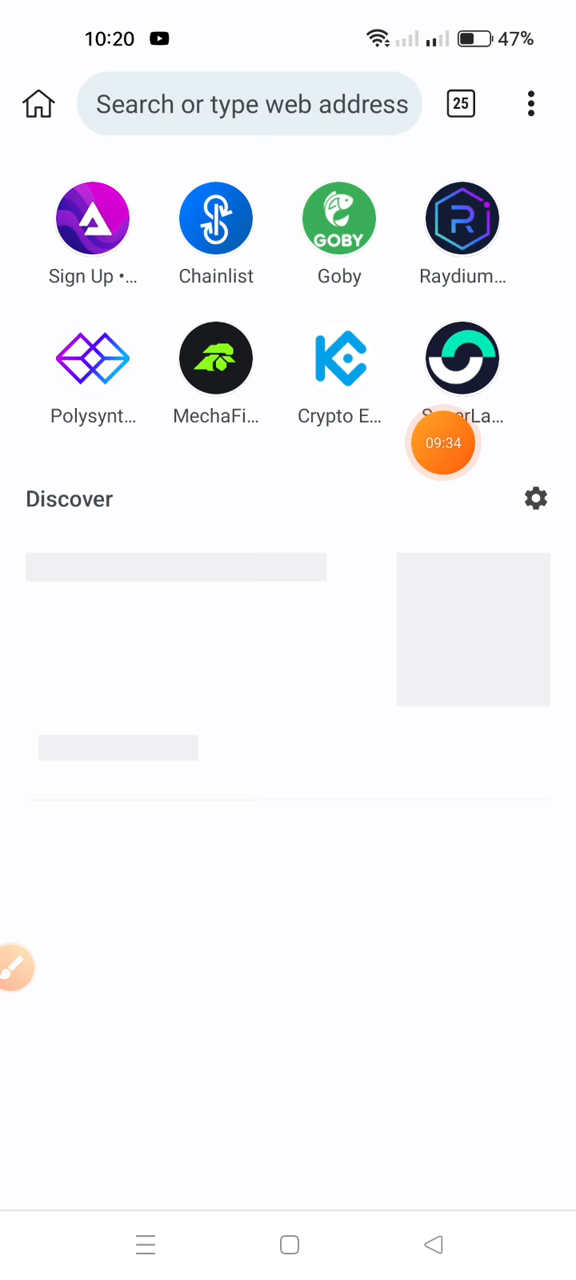 10:20 47%
Search or type web address 25
GOBY
Sign Up •... Chainlist Goby Raydium...
Polysynt... MechaFi... Crypto E...
09:34
Discover